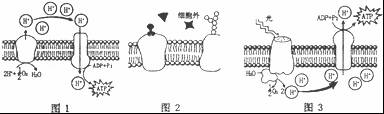 H⁺ H⁺ H⁺ H⁺
ADP+Pi
2H⁺+½O₂ H₂O
H⁺
H⁺
ATP
图1
细胞外
图2
光
H⁺
ADP+Pi
ATP
H⁺
H₂O
½O₂ 2H⁺ H⁺ H⁺
图3